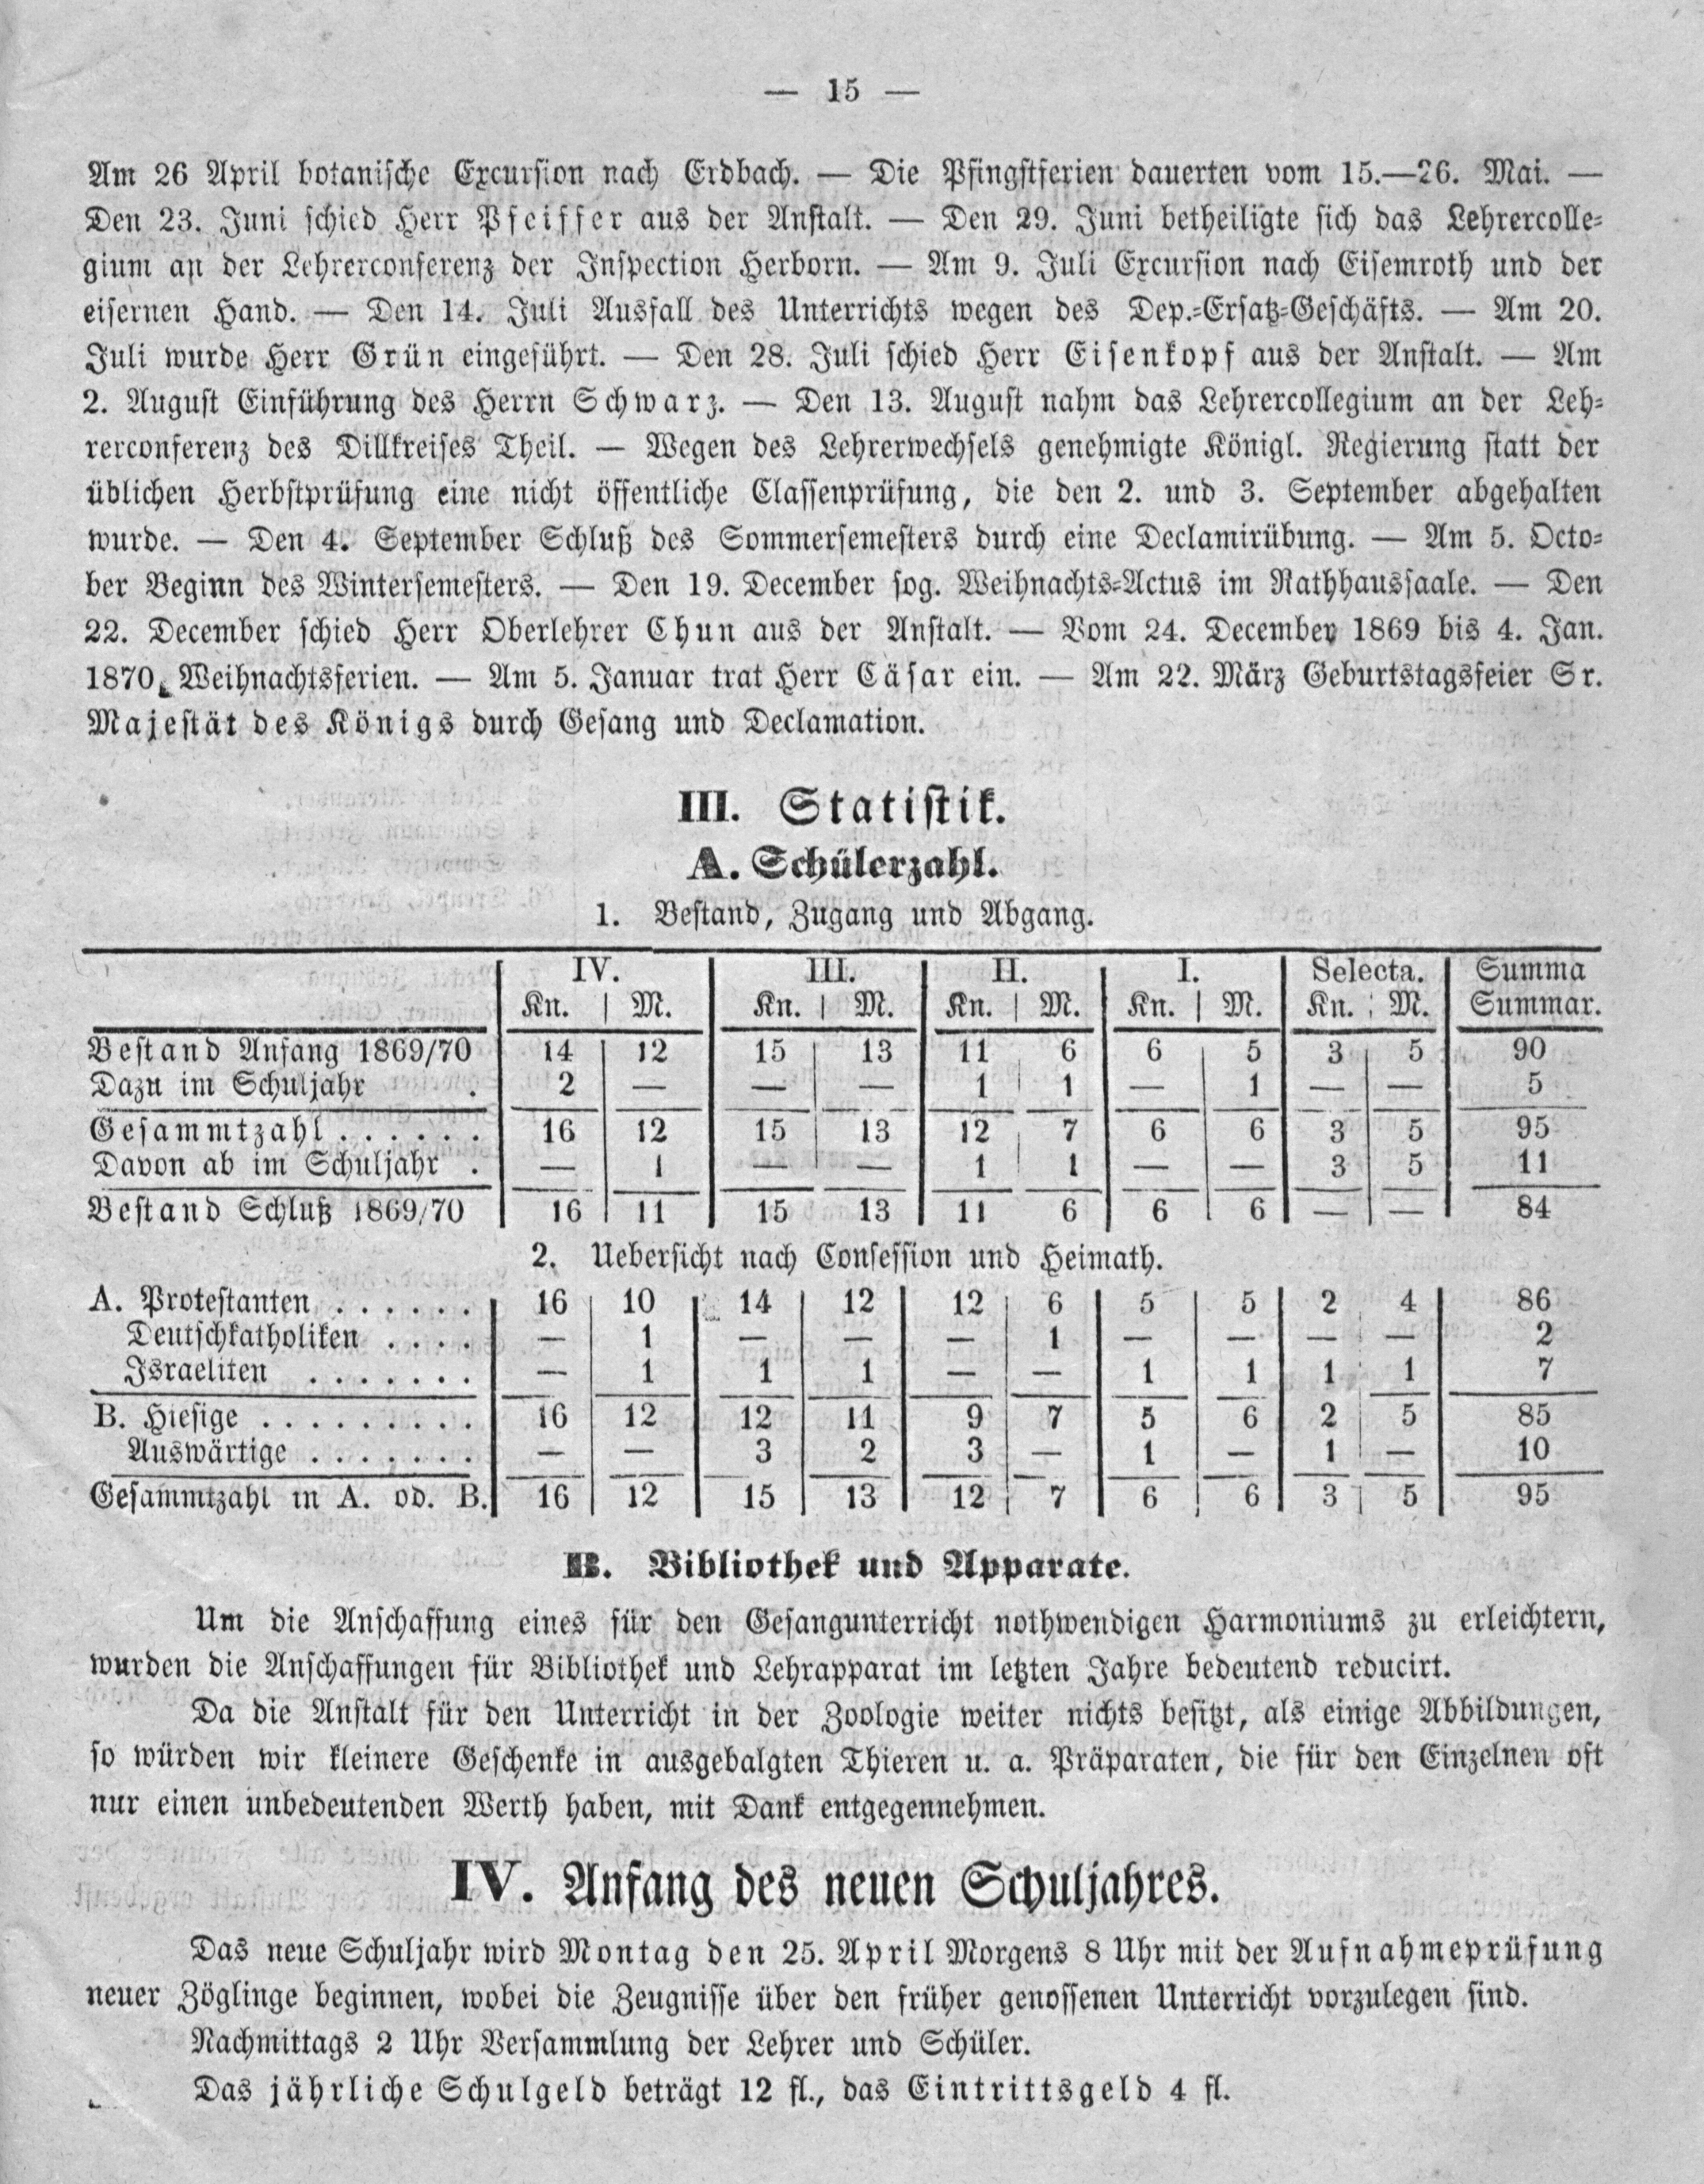 — 15 —
Am 26 April botanische Excursion nach Erdbach. — Die Pfingstferien dauerten vom 15.—26. Mai. —
Den 23. Juni schied Herr Pfeiffer aus der Anstalt. — Den 29. Juni betheiligte sich das Lehrercolle-
gium an der Lehrerconferenz der Inspection Herborn. — Am 9. Juli Excursion nach Eisemroth und der
eisernen Hand. — Den 14. Juli Ausfall des Unterrichts wegen des Dep.-Ersatz-Geschäfts. — Am 20.
Juli wurde Herr Grün eingeführt. — Den 28. Juli schied Herr Eisenkopf aus der Anstalt. — Am
2. August Einführung des Herrn Schwarz. — Den 13. August nahm das Lehrercollegium an der Leh-
rerconferenz des Dillkreises Theil. — Wegen des Lehrerwechsels genehmigte Königl. Regierung statt der
üblichen Herbstprüfung eine nicht öffentliche Classenprüfung, die den 2. und 3. September abgehalten
wurde. — Den 4. September Schluß des Sommersemesters durch eine Declamirübung. — Am 5. Octo-
ber Beginn des Wintersemesters. — Den 19. December sog. Weihnachts-Actus im Rathhaussaale. — Den
22. December schied Herr Oberlehrer Chun aus der Anstalt. — Vom 24. December 1869 bis 4. Jan.
1870 Weihnachtsferien. — Am 5. Januar trat Herr Cäsar ein. — Am 22. März Geburtstagsfeier Sr.
Majestät des Königs durch Gesang und Declamation.
III. Statistik.
A. Schülerzahl.
1. Bestand, Zugang und Abgang.
IV. III. II. I. Selecta. Summa
Kn. M. Kn. M. Kn. M. Kn. M. Kn. M. Summar.
Bestand Anfang 1869/70 14 12 15 13 11 6 6 5 3 5 90
Dazu im Schuljahr . 2 — — — 1 1 — 1 — — 5
Gesammtzahl . . . . . . 16 12 15 13 12 7 6 6 3 5 95
Davon ab im Schuljahr . — 1 — — 1 1 — — 3 5 11
Bestand Schluß 1869/70 16 11 15 13 11 6 6 6 — — 84
2. Uebersicht nach Confession und Heimath.
A. Protestanten . . . . . . 16 10 14 12 12 6 5 5 2 4 86
Deutschkatholiken . . . . — 1 — — — 1 — — — — 2
Israeliten . . . . . . . — 1 1 1 — — 1 1 1 1 7
B. Hiesige . . . . . . . . . 16 12 12 11 9 7 5 6 2 5 85
Auswärtige . . . . . . . — — 3 2 3 — 1 — 1 — 10
Gesammtzahl in A. od. B. 16 12 15 13 12 7 6 6 3 5 95
B. Bibliothek und Apparate.
Um die Anschaffung eines für den Gesangunterricht nothwendigen Harmoniums zu erleichtern,
wurden die Anschaffungen für Bibliothek und Lehrapparat im letzten Jahre bedeutend reducirt.
Da die Anstalt für den Unterricht in der Zoologie weiter nichts besitzt, als einige Abbildungen,
so würden wir kleinere Geschenke in ausgebalgten Thieren u. a. Präparaten, die für den Einzelnen oft
nur einen unbedeutenden Werth haben, mit Dank entgegennehmen.
IV. Anfang des neuen Schuljahres.
Das neue Schuljahr wird Montag den 25. April Morgens 8 Uhr mit der Aufnahmeprüfung
neuer Zöglinge beginnen, wobei die Zeugnisse über den früher genossenen Unterricht vorzulegen sind.
Nachmittags 2 Uhr Versammlung der Lehrer und Schüler.
Das jährliche Schulgeld beträgt 12 fl., das Eintrittsgeld 4 fl.